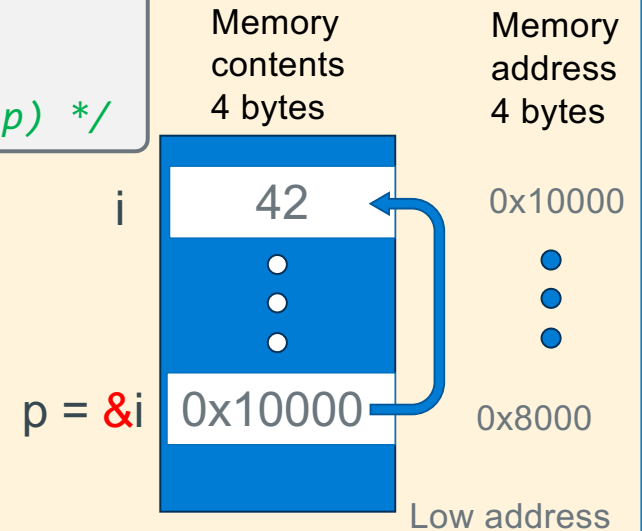 p) */
Memory
contents
4 bytes
Memory
address
4 bytes
i
42
0x10000
p = &i
0x10000
0x8000
Low address